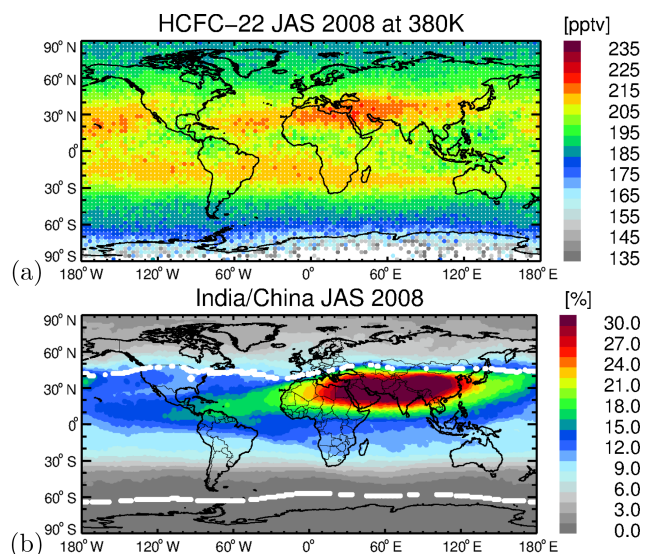 HCFC−22 JAS 2008 at 380K
[pptv]
90° N
60° N
30° N
0°
30° S
60° S
90° S
180° W 120° W 60° W 0° 60° E 120° E 180° E
235
225
215
205
195
185
175
165
155
145
135
(a)
India/China JAS 2008
[%]
90° N
60° N
30° N
0°
30° S
60° S
90° S
180° W 120° W 60° W 0° 60° E 120° E 180° E
30.0
27.0
24.0
21.0
18.0
15.0
12.0
9.0
6.0
3.0
0.0
(b)